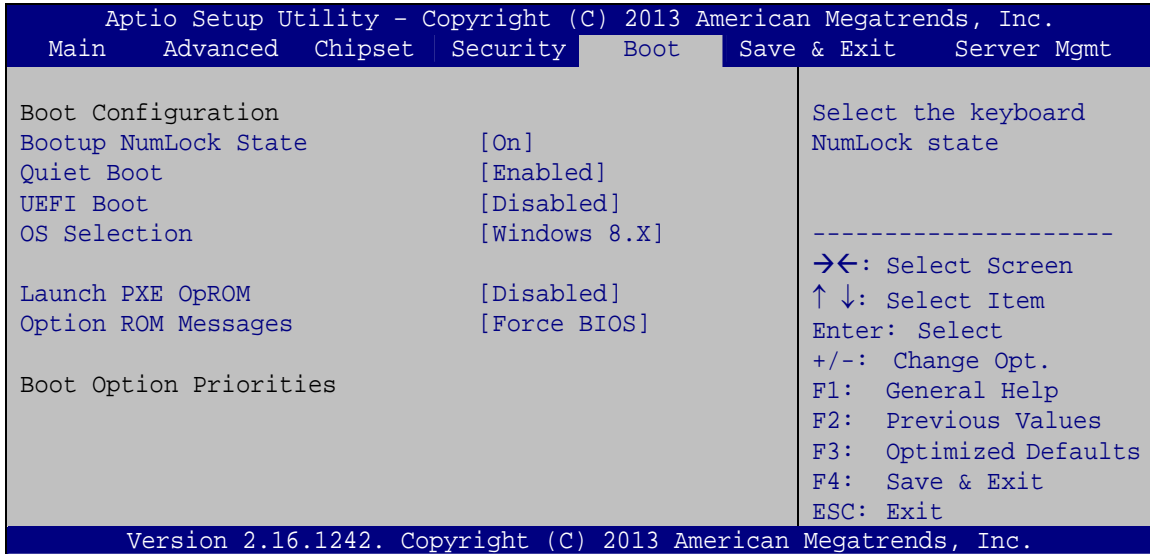 Aptio Setup Utility – Copyright (C) 2013 American Megatrends, Inc.
Main Advanced Chipset Security Boot Save & Exit Server Mgmt
Boot Configuration
Bootup NumLock State [On]
Quiet Boot [Enabled]
UEFI Boot [Disabled]
OS Selection [Windows 8.X]
Launch PXE OpROM [Disabled]
Option ROM Messages [Force BIOS]
Boot Option Priorities
Select the keyboard
NumLock state
---------------------
→←: Select Screen
↑ ↓: Select Item
Enter: Select
+/-: Change Opt.
F1: General Help
F2: Previous Values
F3: Optimized Defaults
F4: Save & Exit
ESC: Exit
Version 2.16.1242. Copyright (C) 2013 American Megatrends, Inc.